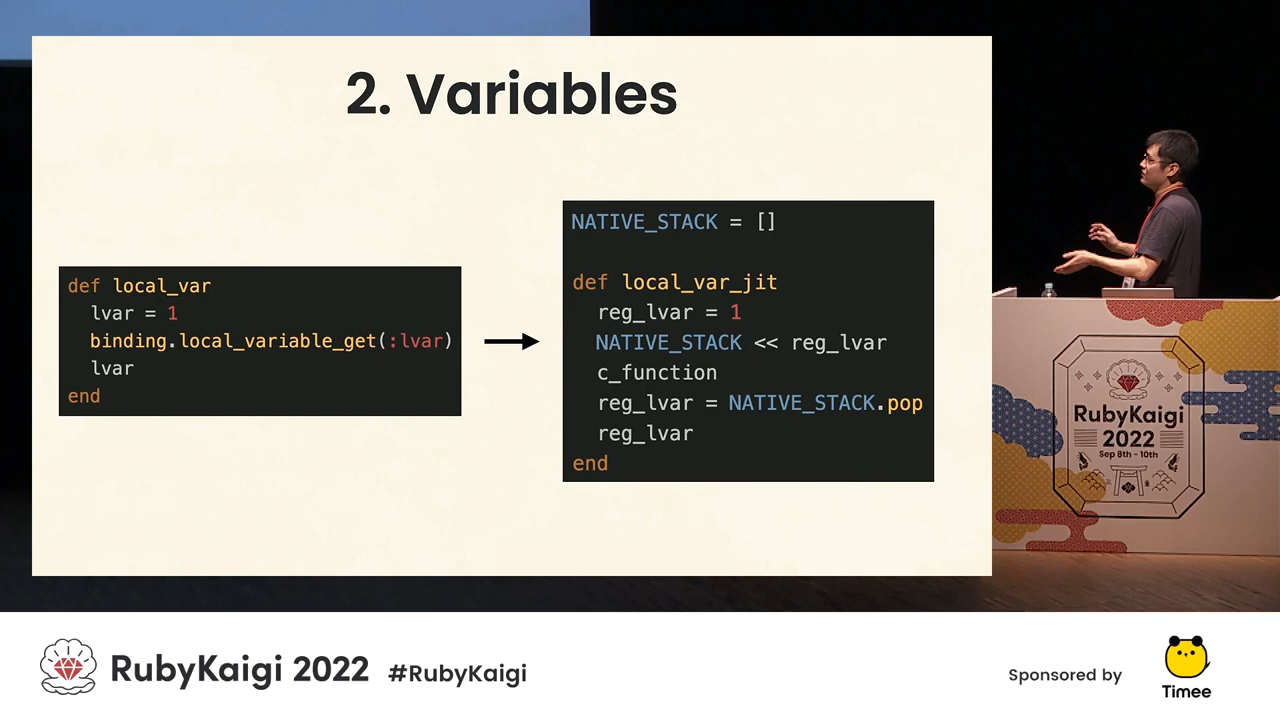 2. Variables
def local_var
  lvar = 1
  binding.local_variable_get(:lvar)
  lvar
end
NATIVE_STACK = []
def local_var_jit
  reg_lvar = 1
  NATIVE_STACK << reg_lvar
  c_function
  reg_lvar = NATIVE_STACK.pop
  reg_lvar
end
RubyKaigi
2022
Sep 8th - 10th
RubyKaigi 2022 #RubyKaigi
Sponsored by
Timee